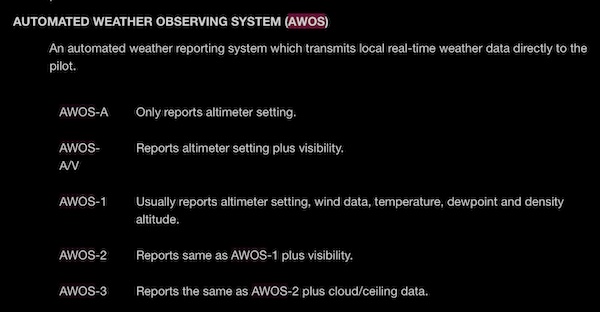 AUTOMATED WEATHER OBSERVING SYSTEM (AWOS)
An automated weather reporting system which transmits local real-time weather data directly to the
pilot.
AWOS-A Only reports altimeter setting.
AWOS- Reports altimeter setting plus visibility.
A/V
AWOS-1 Usually reports altimeter setting, wind data, temperature, dewpoint and density
altitude.
AWOS-2 Reports same as AWOS-1 plus visibility.
AWOS-3 Reports the same as AWOS-2 plus cloud/ceiling data.